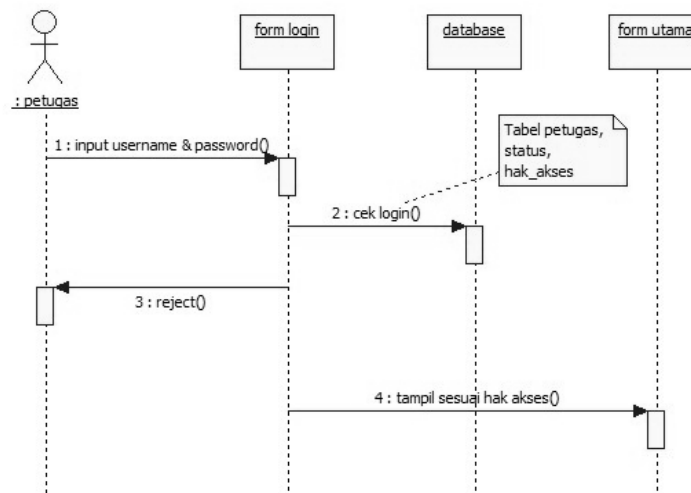 form login
database
form utama
: petugas
Tabel petugas,
status,
hak_akses
1 : input username & password()
2 : cek login()
3 : reject()
4 : tampil sesuai hak akses()